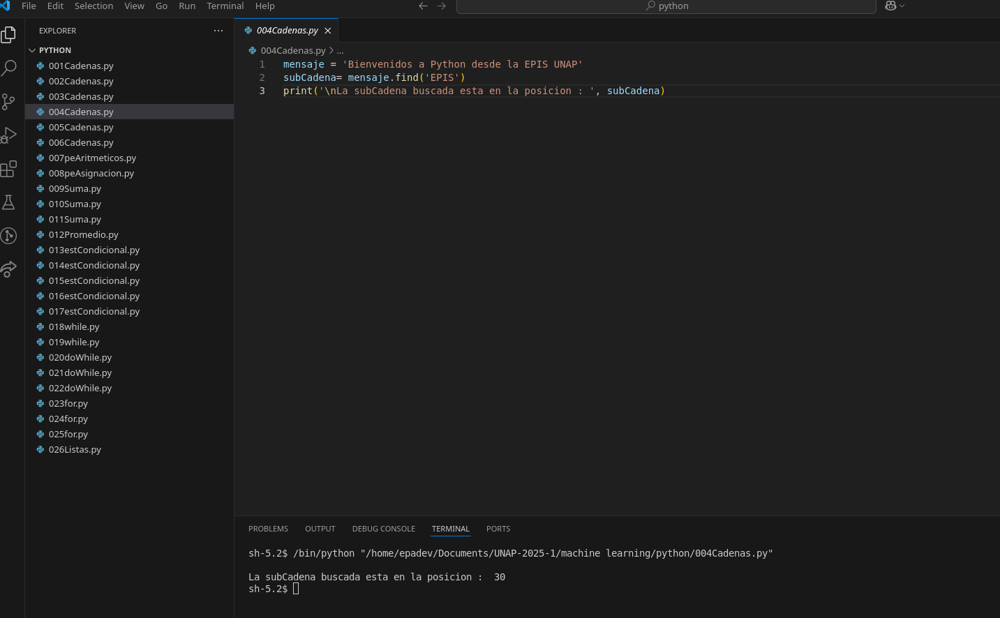 File Edit Selection View Go Run Terminal Help
python
EXPLORER
PYTHON
001Cadenas.py
002Cadenas.py
003Cadenas.py
004Cadenas.py
005Cadenas.py
006Cadenas.py
007peAritmeticos.py
008peAsignacion.py
009Suma.py
010Suma.py
011Suma.py
012Promedio.py
013estCondicional.py
014estCondicional.py
015estCondicional.py
016estCondicional.py
017estCondicional.py
018while.py
019while.py
020doWhile.py
021doWhile.py
022doWhile.py
023for.py
024for.py
025for.py
026Listas.py
004Cadenas.py
004Cadenas.py > ...
1 mensaje = 'Bienvenidos a Python desde la EPIS UNAP'
2 subCadena= mensaje.find('EPIS')
3 print('\nLa subCadena buscada esta en la posicion : ', subCadena)
PROBLEMS OUTPUT DEBUG CONSOLE TERMINAL PORTS
sh-5.2$ /bin/python "/home/epadev/Documents/UNAP-2025-1/machine learning/python/004Cadenas.py"
La subCadena buscada esta en la posicion :  30
sh-5.2$